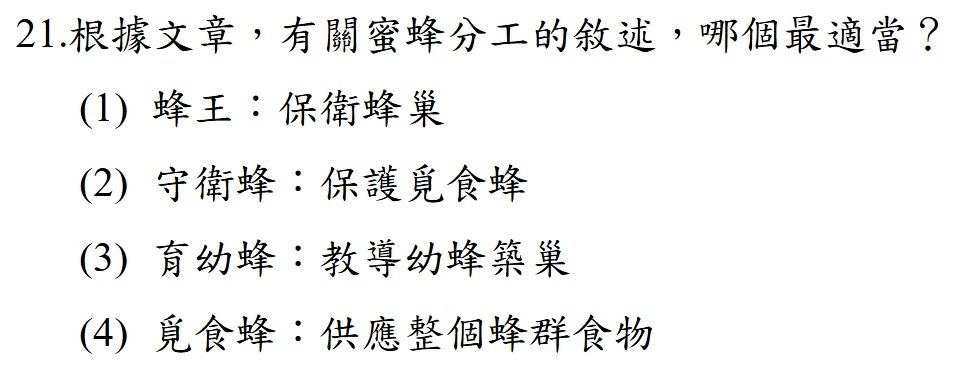 21.根據文章，有關蜜蜂分工的敘述，哪個最適當？
(1) 蜂王：保衛蜂巢
(2) 守衛蜂：保護覓食蜂
(3) 育幼蜂：教導幼蜂築巢
(4) 覓食蜂：供應整個蜂群食物